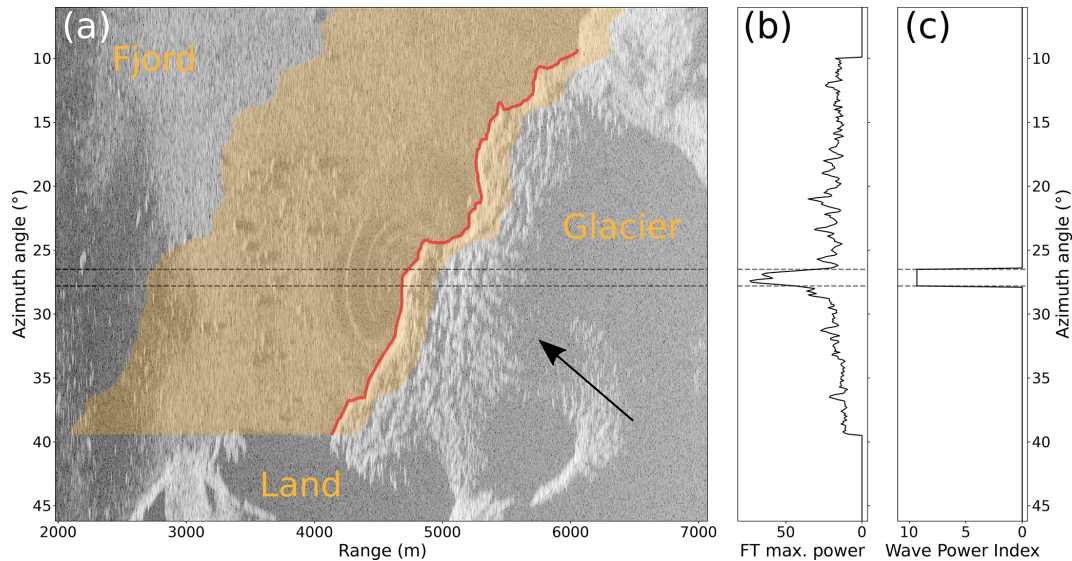 (a)
(b)
(c)
Fjord
Glacier
Land
10
15
20
25
30
35
40
45
Azimuth angle (°)
2000
3000
4000
5000
6000
7000
Range (m)
50
0
FT max. power
10
5
0
Wave Power Index
10
15
20
25
30
35
40
45
Azimuth angle (°)